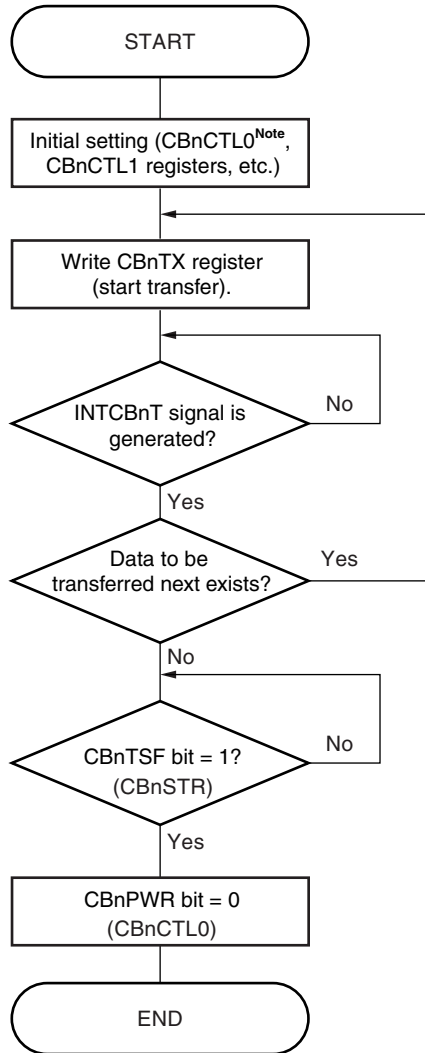 START
Initial setting (CBnCTL0Note,
CBnCTL1 registers, etc.)
Write CBnTX register
(start transfer).
INTCBnT signal is
generated?
No
Yes
Data to be
transferred next exists?
Yes
No
CBnTSF bit = 1?
(CBnSTR)
No
Yes
CBnPWR bit = 0
(CBnCTL0)
END